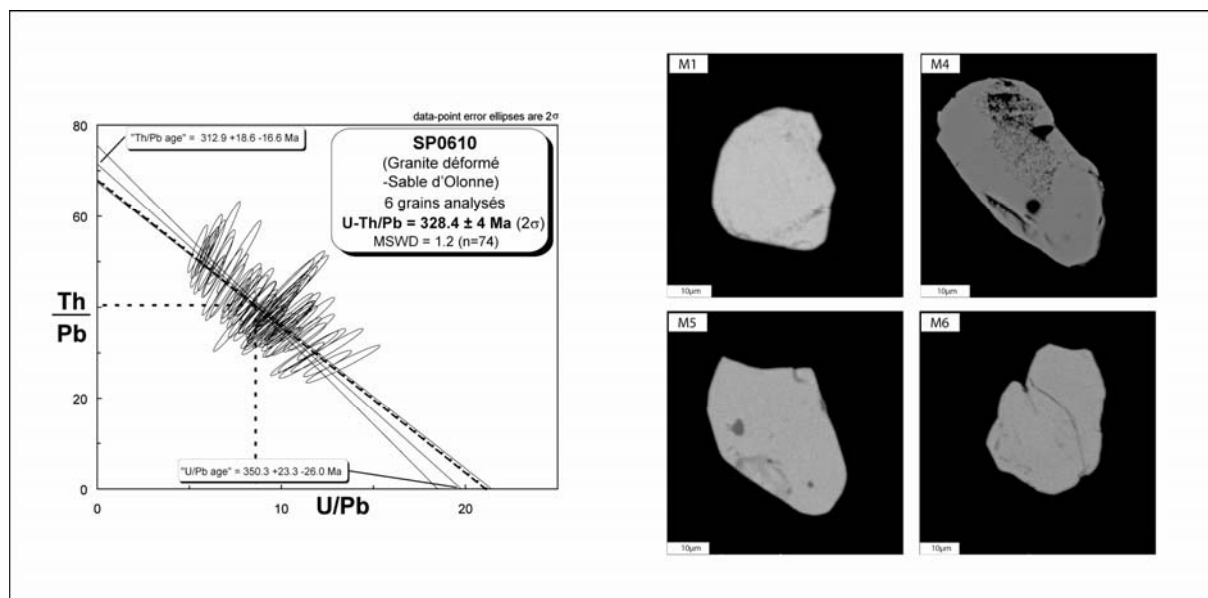 data-point error ellipses are 2σ
80
60
40
20
0
0
10
20
Th
Pb
U/Pb
"Th/Pb age" = 312.9 +18.6 -16.6 Ma
SP0610
(Granite déformé
-Sable d'Olonne)
6 grains analysés
U-Th/Pb = 328.4 ± 4 Ma (2σ)
MSWD = 1.2 (n=74)
"U/Pb age" = 350.3 +23.3 -26.0 Ma
M1
10µm
M4
10µm
M5
10µm
M6
10µm